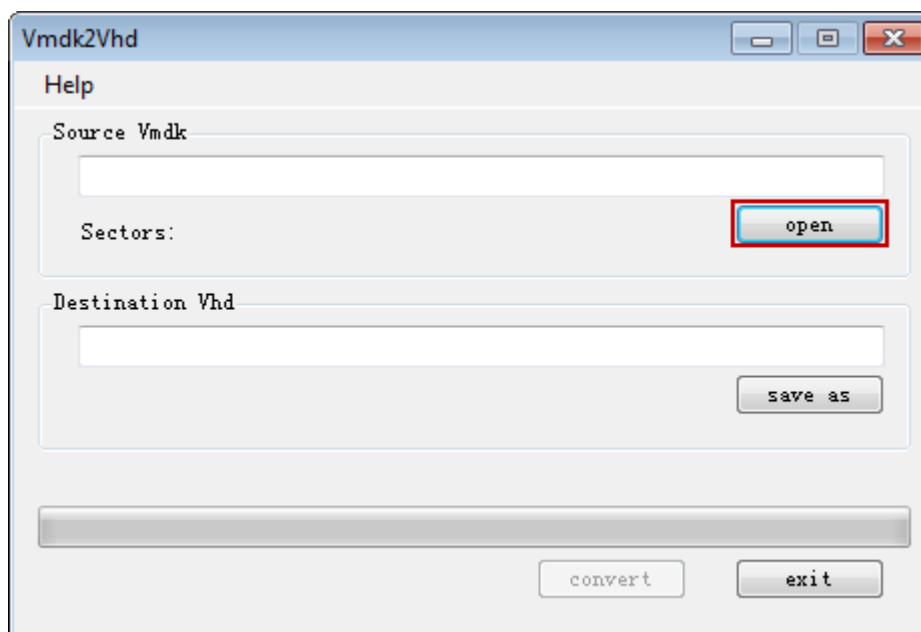 Vmdk2Vhd
Help
Source Vmdk
Sectors:
open
Destination Vhd
save as
convert
exit